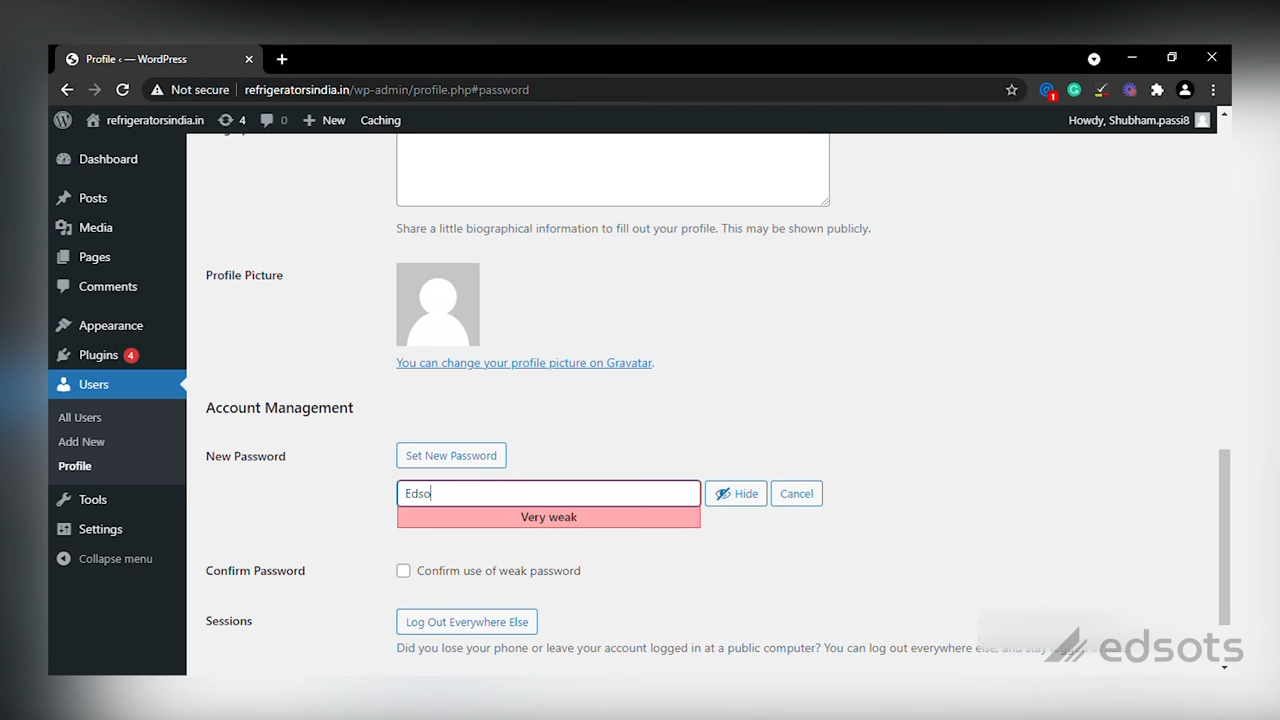 Profile ‹ — WordPress
Not secure refrigeratorsindia.in/wp-admin/profile.php#password
1
refrigeratorsindia.in 4 0 New Caching Howdy, Shubham.passi8
Dashboard
Posts
Media
Pages
Comments
Appearance
Plugins 4
Users
All Users
Add New
Profile
Tools
Settings
Collapse menu
Share a little biographical information to fill out your profile. This may be shown publicly.
Profile Picture
You can change your profile picture on Gravatar.
Account Management
New Password Set New Password
Edso Hide Cancel
Very weak
Confirm Password Confirm use of weak password
Sessions Log Out Everywhere Else
Did you lose your phone or leave your account logged in at a public computer? You can log out everywhere else, and stay logged
edsots